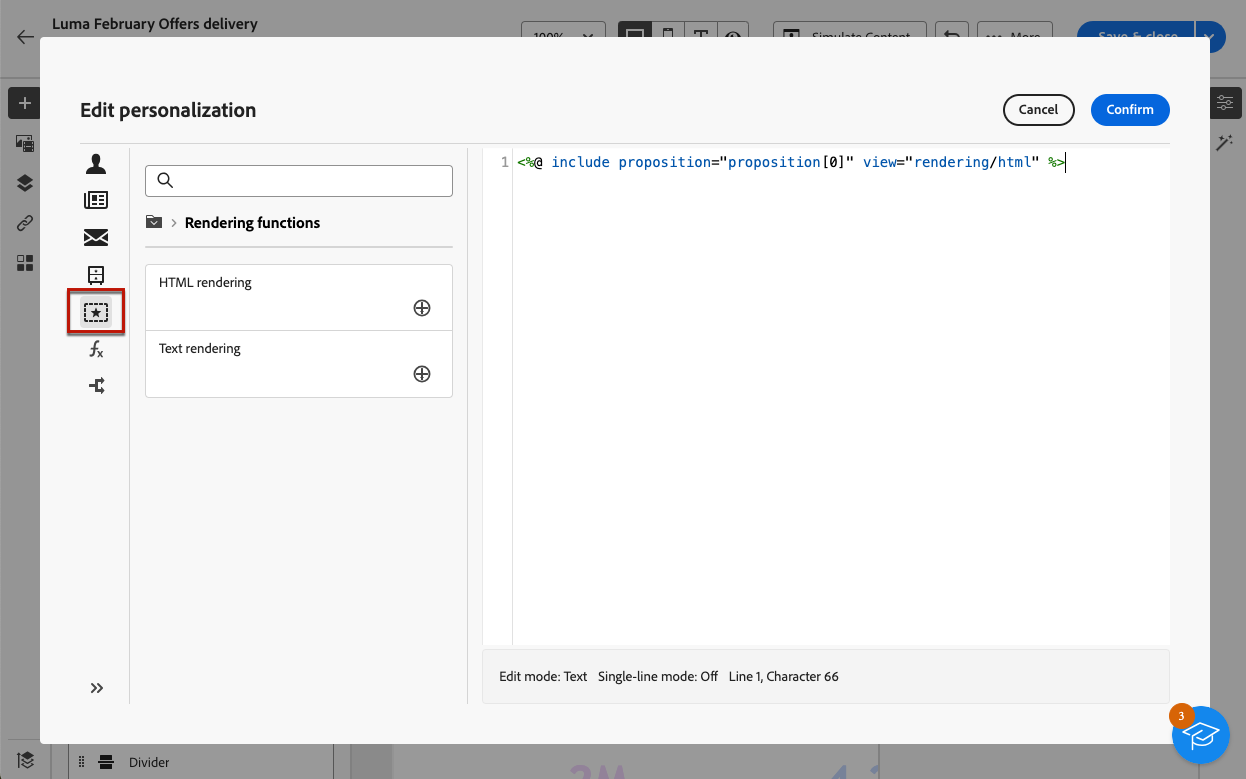 Luma February Offers delivery
100%
Simulate Content
More
Save & close
Edit personalization
Cancel
Confirm
1 <%@ include proposition="proposition[0]" view="rendering/html" %>
Rendering functions
HTML rendering
Text rendering
fx
Edit mode: Text Single-line mode: Off Line 1, Character 66
3
Divider
2M